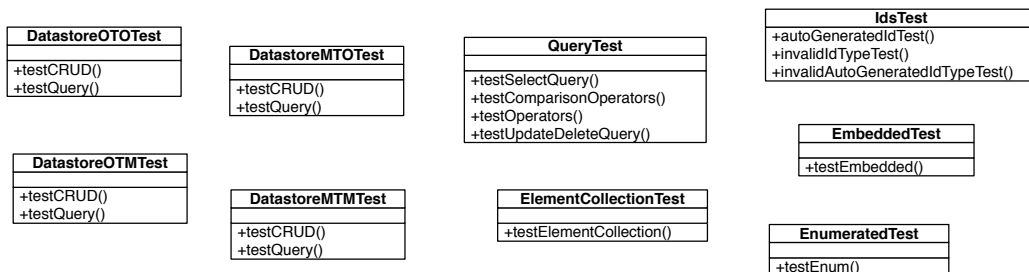 DatastoreOTOTest
+testCRUD()
+testQuery()
DatastoreMTOTest
+testCRUD()
+testQuery()
QueryTest
+testSelectQuery()
+testComparisonOperators()
+testOperators()
+testUpdateDeleteQuery()
IdsTest
+autoGeneratedIdTest()
+invalidIdTypeTest()
+invalidAutoGeneratedIdTypeTest()
DatastoreOTMTest
+testCRUD()
+testQuery()
DatastoreMTMTest
+testCRUD()
+testQuery()
ElementCollectionTest
+testElementCollection()
EmbeddedTest
+testEmbedded()
EnumeratedTest
+testEnum()